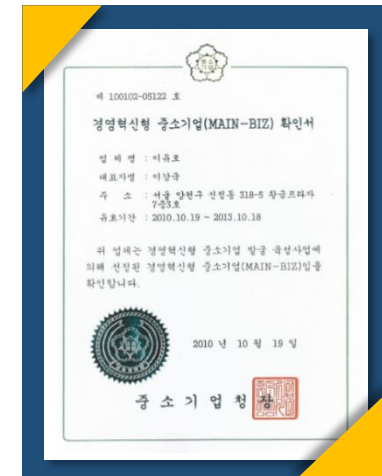 제 100102-05122 호
경영혁신형 중소기업(MAIN-BIZ) 확인서
업 체 명 : 이유로
대표자명 : 이강국
주 소 : 서울 양천구 신정동 318-5 황금프라자
7층3호
유효기간 : 2010.10.19 ~ 2013.10.18
위 업체는 경영혁신형 중소기업 발굴 육성사업에
의해 선정된 경영혁신형 중소기업(MAIN-BIZ)임을
확인합니다.
2010 년 10 월 19 일
중 소 기 업 청 장